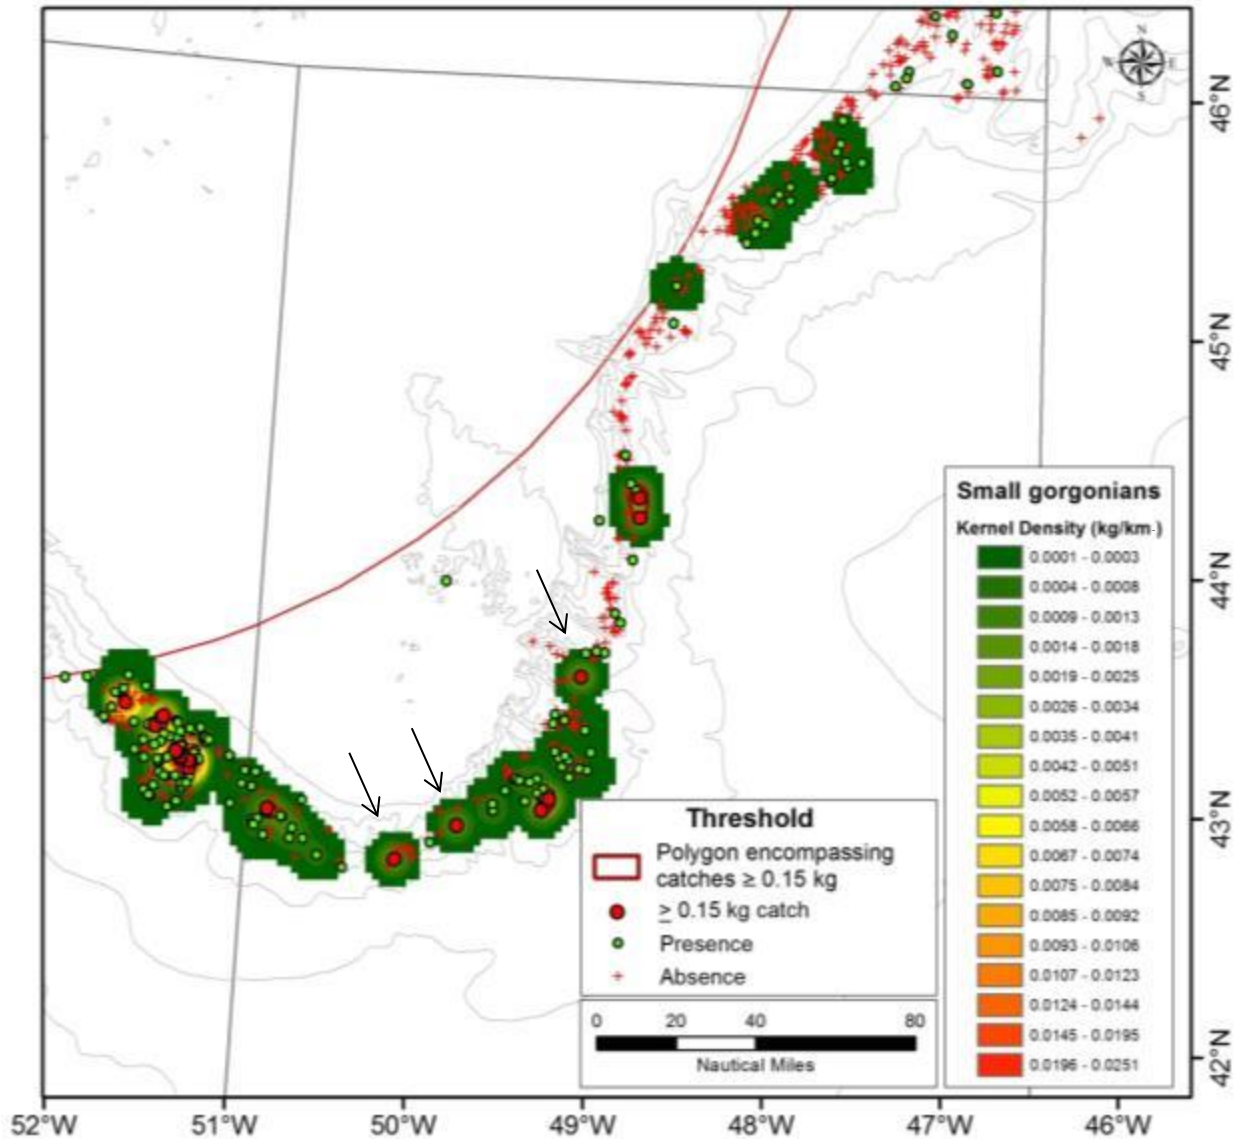 N
W E
S
46°N
45°N
44°N
43°N
42°N
Small gorgonians
Kernel Density (kg/km-)
0.0001 - 0.0003
0.0004 - 0.0008
0.0009 - 0.0013
0.0014 - 0.0018
0.0019 - 0.0025
0.0026 - 0.0034
0.0035 - 0.0041
0.0042 - 0.0051
0.0052 - 0.0057
0.0058 - 0.0066
0.0067 - 0.0074
0.0075 - 0.0084
0.0085 - 0.0092
0.0093 - 0.0106
0.0107 - 0.0123
0.0124 - 0.0144
0.0145 - 0.0195
0.0196 - 0.0251
Threshold
Polygon encompassing
catches ≥ 0.15 kg
≥ 0.15 kg catch
Presence
Absence
0 20 40 80
Nautical Miles
52°W 51°W 50°W 49°W 48°W 47°W 46°W